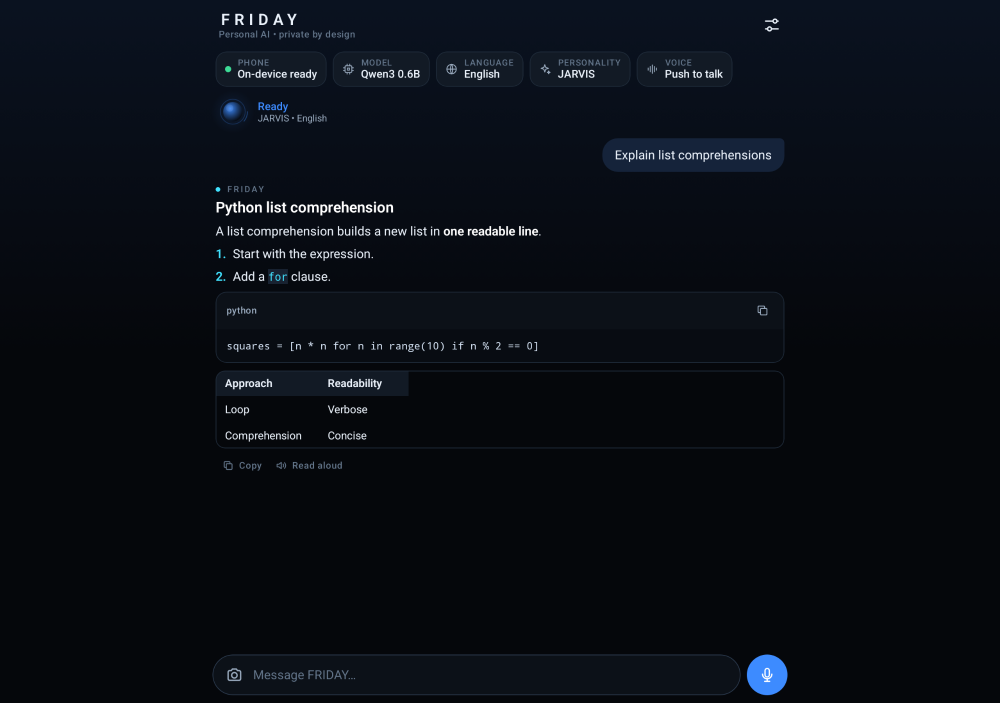 FRIDAY
Personal AI • private by design
PHONE
On-device ready
MODEL
Qwen3 0.6B
LANGUAGE
English
PERSONALITY
JARVIS
VOICE
Push to talk
Ready
JARVIS • English
Explain list comprehensions
FRIDAY
Python list comprehension
A list comprehension builds a new list in one readable line.
1. Start with the expression.
2. Add a for clause.
python
squares = [n * n for n in range(10) if n % 2 == 0]
Approach Readability
Loop Verbose
Comprehension Concise
Copy Read aloud
Message FRIDAY...